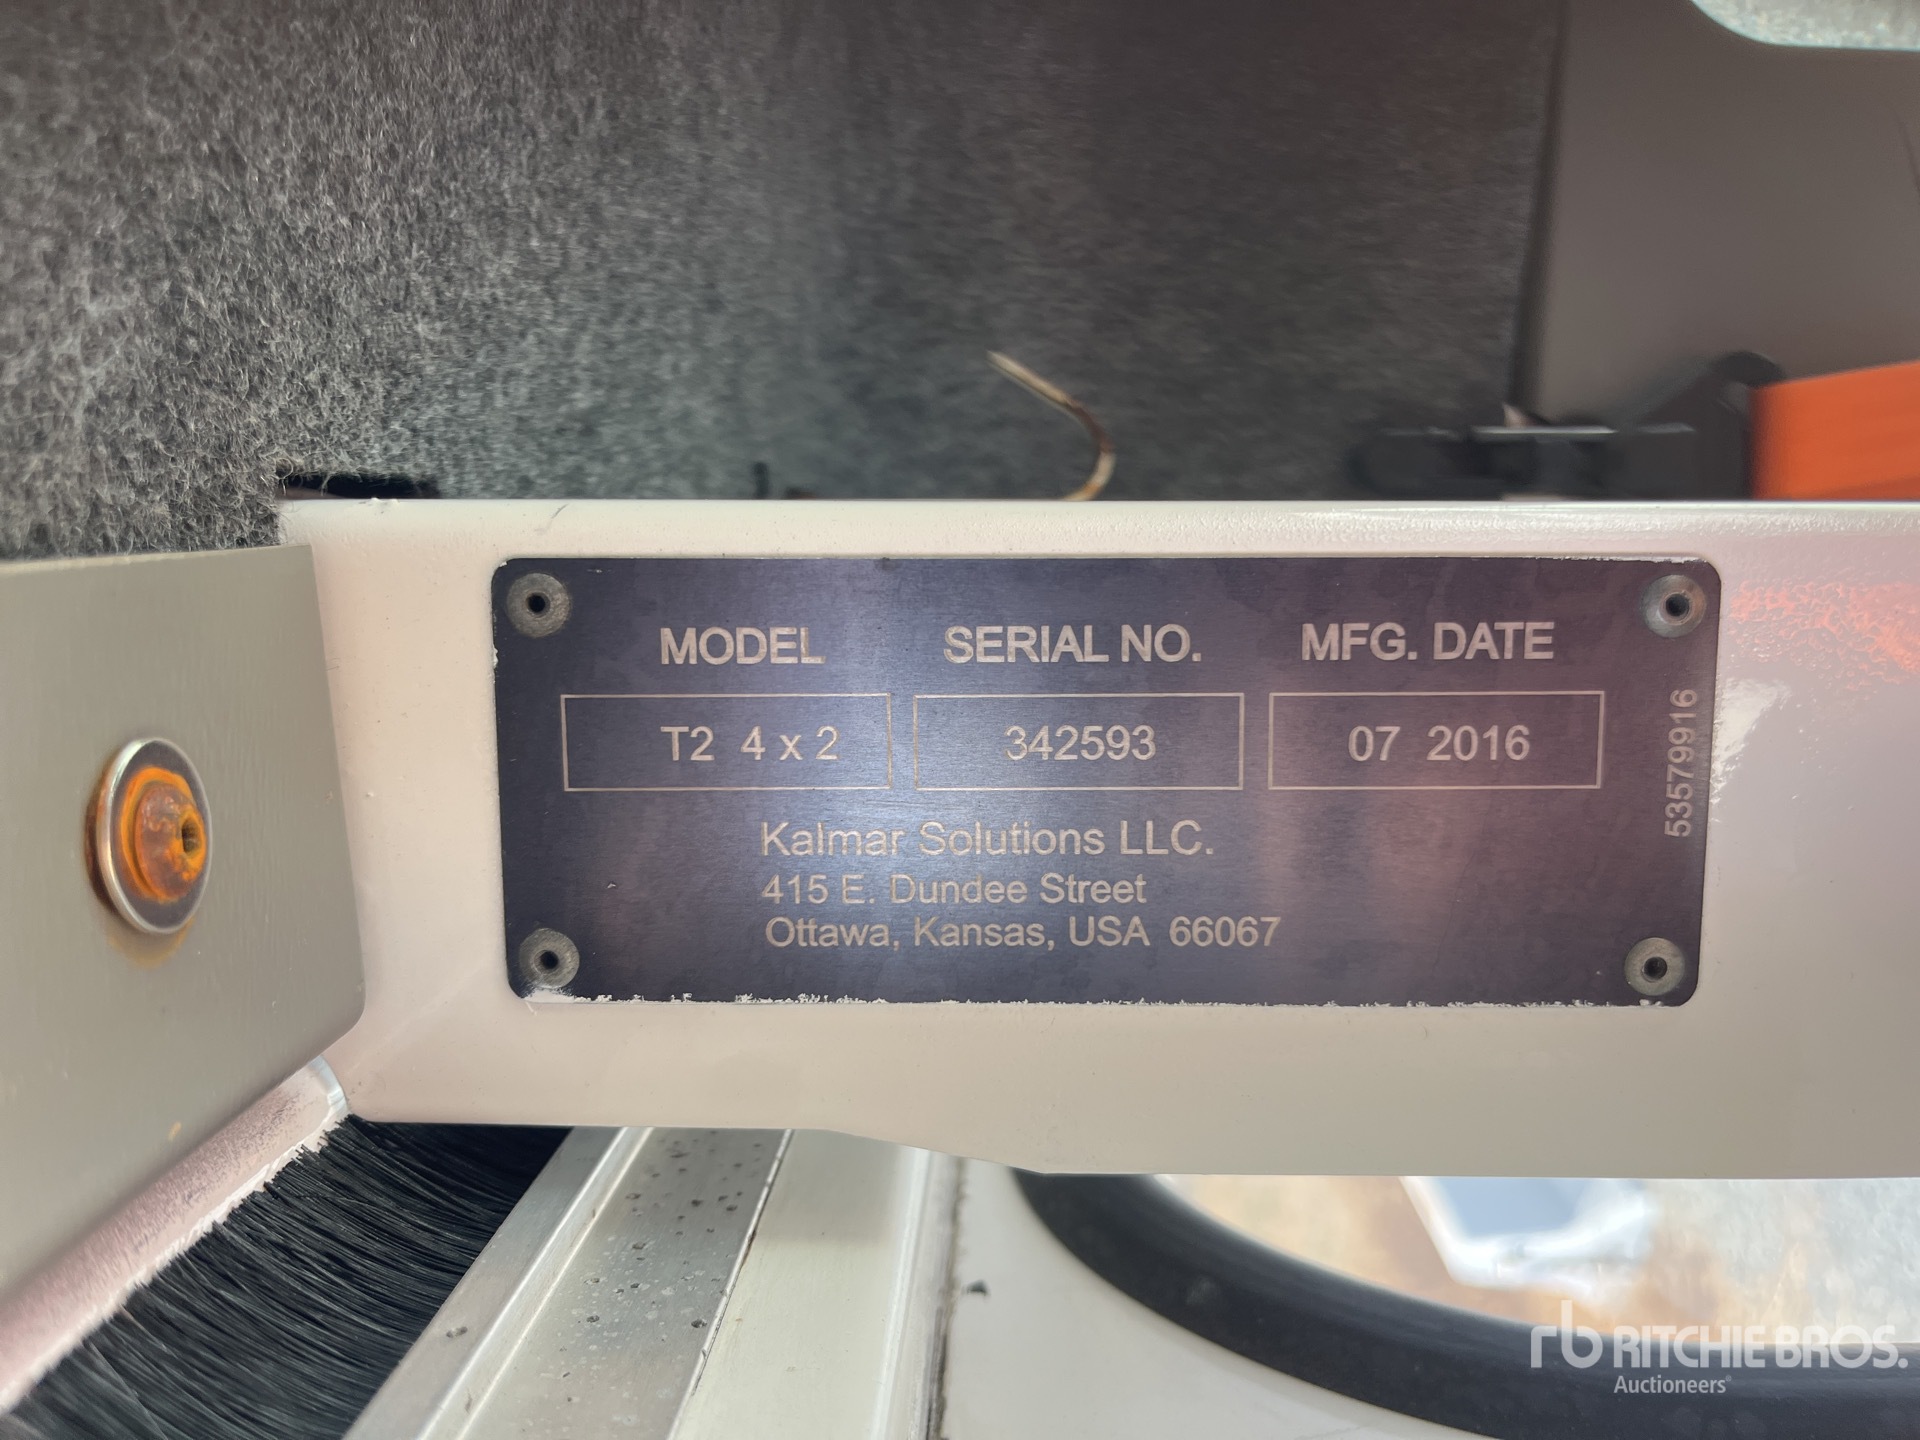 MODEL SERIAL NO. MFG. DATE
T2 4 x 2 342593 07 2016
53579916
Kalmar Solutions LLC.
415 E. Dundee Street
Ottawa, Kansas, USA 66067
rb RITCHIE BROS.
Auctioneers